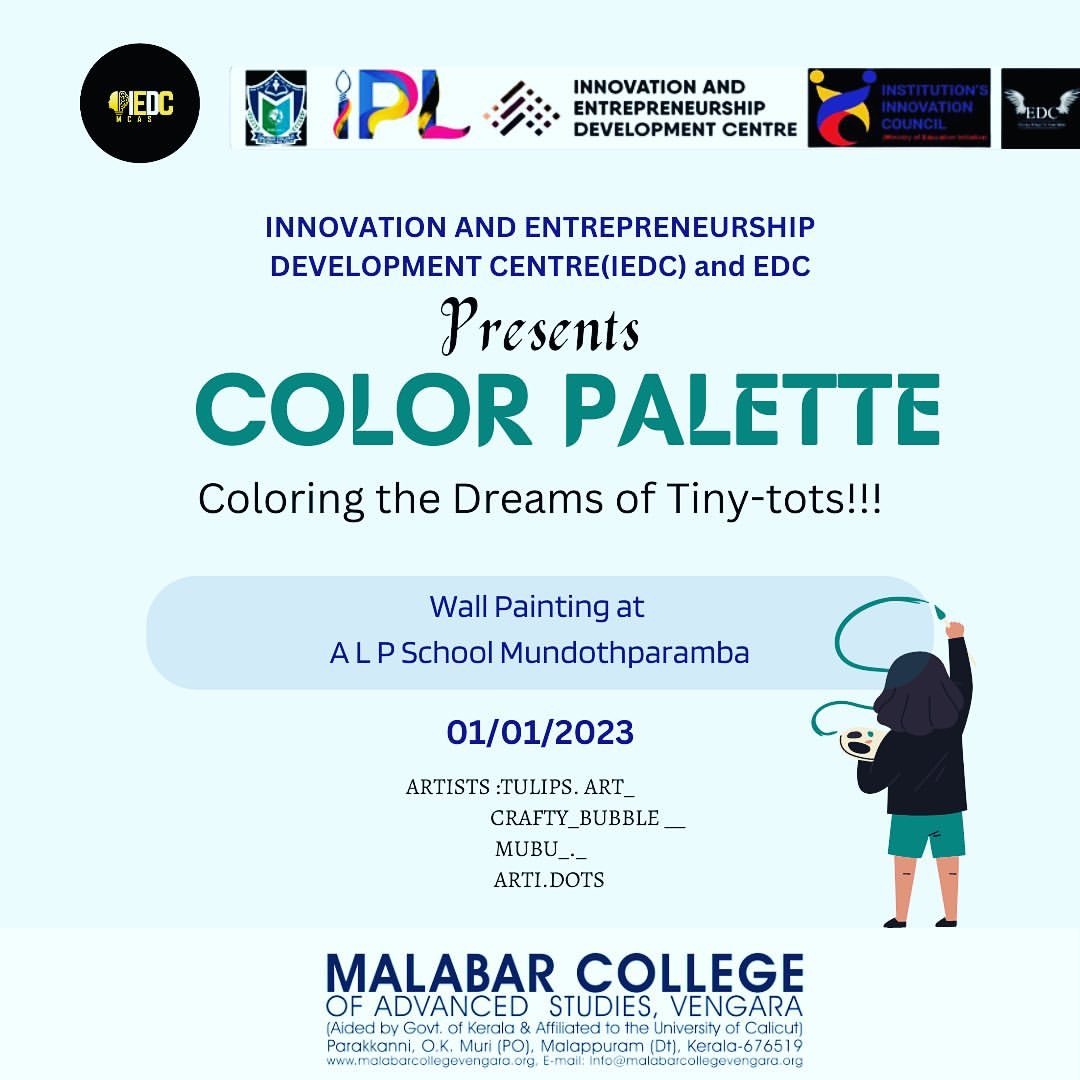 IEDC
MCAS
IPL
INNOVATION AND
ENTREPRENEURSHIP
DEVELOPMENT CENTRE
INSTITUTION'S
INNOVATION
COUNCIL
(Ministry of Education Initiative)
EDC
INNOVATION AND ENTREPRENEURSHIP
DEVELOPMENT CENTRE(IEDC) and EDC
Presents
COLOR PALETTE
Coloring the Dreams of Tiny-tots!!!
Wall Painting at
A L P School Mundothparamba
01/01/2023
ARTISTS :TULIPS. ART_
CRAFTY_BUBBLE __
MUBU_._
ARTI.DOTS
MALABAR COLLEGE
OF ADVANCED STUDIES, VENGARA
(Aided by Govt. of Kerala & Affiliated to the University of Calicut)
Parakkanni, O.K. Muri (PO), Malappuram (Dt), Kerala-676519
www.malabarcollegevengara.org, E-mail: Info@malabarcollegevengara.org